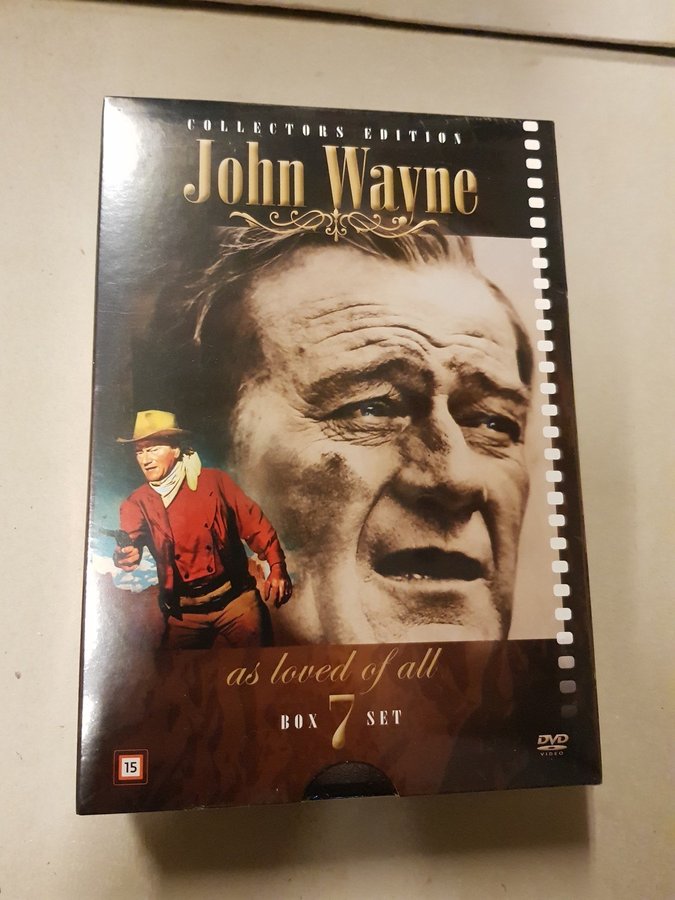 COLLECTORS EDITION
John Wayne
as loved of all
BOX 7 SET
15
DVD
VIDEO